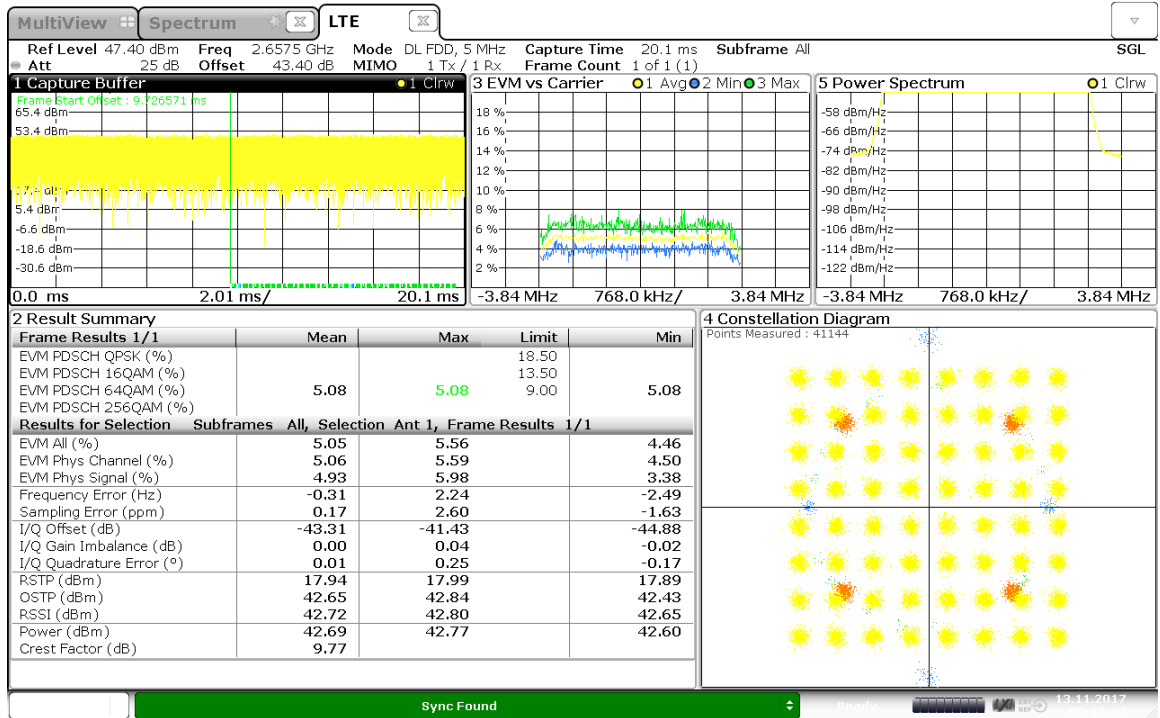 MultiView Spectrum LTE
Ref Level 47.40 dBm Freq 2.6575 GHz Mode DL FDD, 5 MHz Capture Time 20.1 ms Subframe All SGL
Att 25 dB Offset 43.40 dB MIMO 1 Tx / 1 Rx Frame Count 1 of 1 (1)
1 Capture Buffer 1 Clrw
Frame Start Offset : 9.726571 ms
65.4 dBm
53.4 dBm
5.4 dBm
-6.6 dBm
-18.6 dBm
-30.6 dBm
0.0 ms 2.01 ms/ 20.1 ms
3 EVM vs Carrier 1 Avg 2 Min 3 Max
18 %
16 %
14 %
12 %
10 %
8 %
6 %
4 %
2 %
-3.84 MHz 768.0 kHz/ 3.84 MHz
5 Power Spectrum 1 Clrw
-58 dBm/Hz
-66 dBm/Hz
-74 dBm/Hz
-82 dBm/Hz
-90 dBm/Hz
-98 dBm/Hz
-106 dBm/Hz
-114 dBm/Hz
-122 dBm/Hz
-3.84 MHz 768.0 kHz/ 3.84 MHz
2 Result Summary
Frame Results 1/1 Mean Max Limit Min
EVM PDSCH QPSK (%) 18.50
EVM PDSCH 16QAM (%) 13.50
EVM PDSCH 64QAM (%) 5.08 5.08 9.00 5.08
EVM PDSCH 256QAM (%)
Results for Selection Subframes All, Selection Ant 1, Frame Results 1/1
EVM All (%) 5.05 5.56 4.46
EVM Phys Channel (%) 5.06 5.59 4.50
EVM Phys Signal (%) 4.93 5.98 3.38
Frequency Error (Hz) -0.31 2.24 -2.49
Sampling Error (ppm) 0.17 2.60 -1.63
I/Q Offset (dB) -43.31 -41.43 -44.88
I/Q Gain Imbalance (dB) 0.00 0.04 -0.02
I/Q Quadrature Error (°) 0.01 0.25 -0.17
RSTP (dBm) 17.94 17.99 17.89
OSTP (dBm) 42.65 42.84 42.43
RSSI (dBm) 42.72 42.80 42.65
Power (dBm) 42.69 42.77 42.60
Crest Factor (dB) 9.77
4 Constellation Diagram
Points Measured : 41144
Sync Found
Ready
LXI
13.11.2017